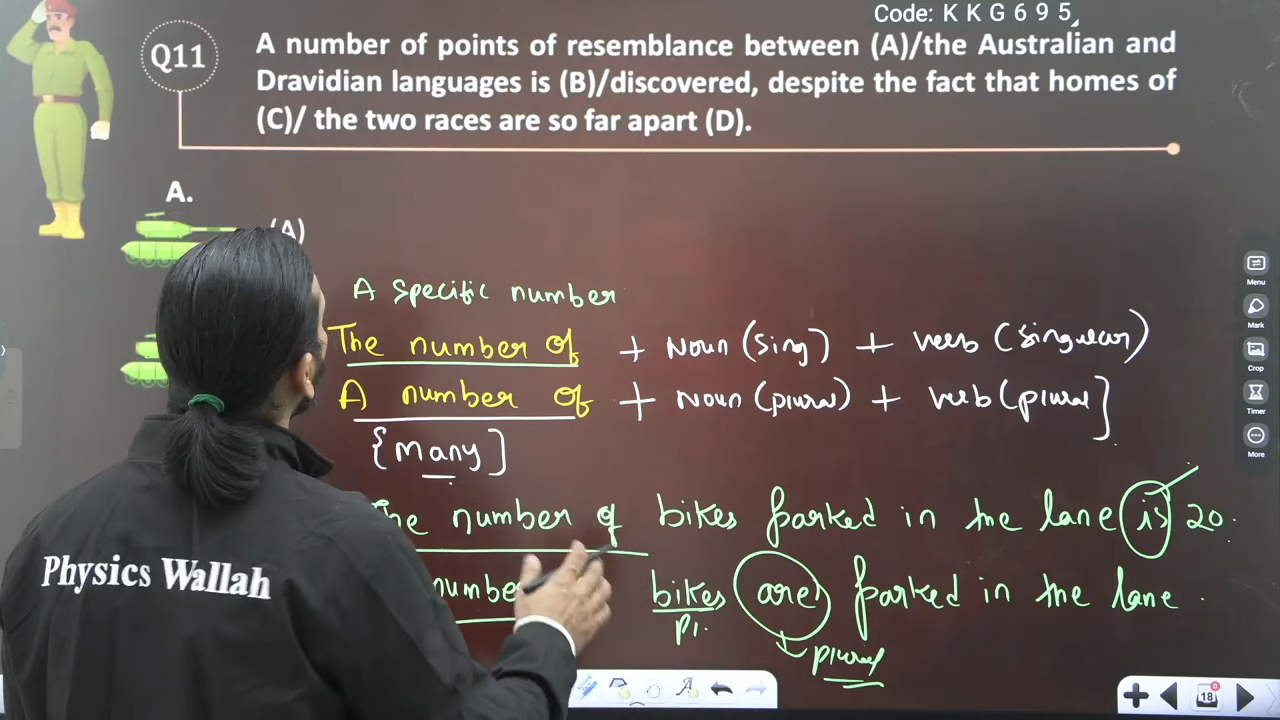 Code: K K G 6 9 5
Q11
A number of points of resemblance between (A)/the Australian and
Dravidian languages is (B)/discovered, despite the fact that homes of
(C)/ the two races are so far apart (D).
A.
(A)
A specific number
The number of + Noun (sing) + verb (singular)
A number of + Noun (plural) + verb (plural]
{many]
The number of bikes parked in the lane is 20.
number bikes are parked in the lane.
pl.
plural
Physics Wallah
Menu
Mark
Crop
Timer
More
18